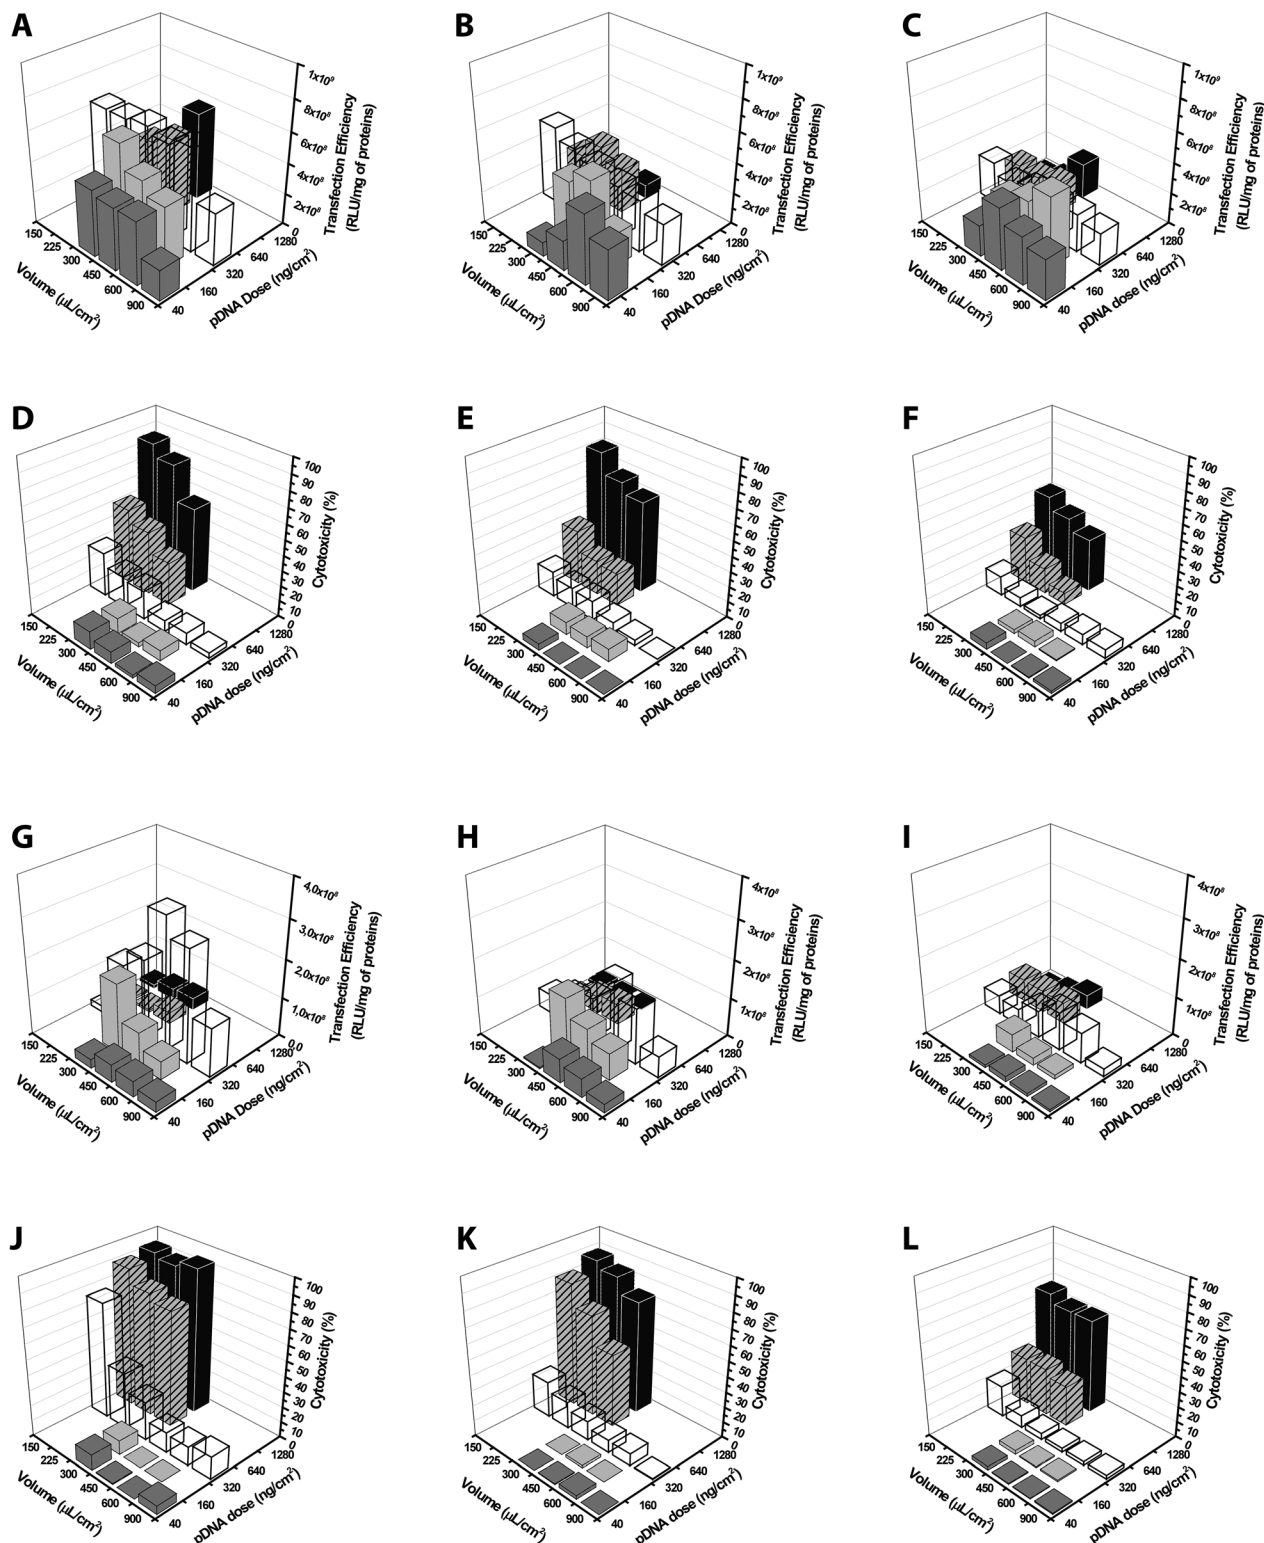 A
1x10⁹
8x10⁸
6x10⁸
4x10⁸
2x10⁸
0
Transfection Efficiency
(RLU/mg of proteins)
150
225
300
450
600
900
Volume (µL/cm²)
40
160
320
640
1280
pDNA Dose (ng/cm²)
B
1x10⁹
8x10⁸
6x10⁸
4x10⁸
2x10⁸
0
Transfection Efficiency
(RLU/mg of proteins)
150
225
300
450
600
900
Volume (µL/cm²)
40
160
320
640
1280
pDNA Dose (ng/cm²)
C
1x10⁹
8x10⁸
6x10⁸
4x10⁸
2x10⁸
0
Transfection Efficiency
(RLU/mg of proteins)
150
225
300
450
600
900
Volume (µL/cm²)
40
160
320
640
1280
pDNA dose (ng/cm²)
D
100
90
80
70
60
50
40
30
20
10
0
Cytotoxicity (%)
150
225
300
450
600
900
Volume (µL/cm²)
40
160
320
640
1280
pDNA dose (ng/cm²)
E
100
90
80
70
60
50
40
30
20
10
0
Cytotoxicity (%)
150
225
300
450
600
900
Volume (µL/cm²)
40
160
320
640
1280
pDNA dose (ng/cm²)
F
100
90
80
70
60
50
40
30
20
10
0
Cytotoxicity (%)
150
225
300
450
600
900
Volume (µL/cm²)
40
160
320
640
1280
pDNA dose (ng/cm²)
G
4,0x10⁸
3,0x10⁸
2,0x10⁸
1,0x10⁸
0,0
Transfection Efficiency
(RLU/mg of proteins)
150
225
300
450
600
900
Volume (µL/cm²)
40
160
320
640
1280
pDNA Dose (ng/cm²)
H
4x10⁸
3x10⁸
2x10⁸
1x10⁸
0
Transfection Efficiency
(RLU/mg of proteins)
150
225
300
450
600
900
Volume (µL/cm²)
40
160
320
640
1280
pDNA dose (ng/cm²)
I
4x10⁸
3x10⁸
2x10⁸
1x10⁸
0
Transfection Efficiency
(RLU/mg of proteins)
150
225
300
450
600
900
Volume (µL/cm²)
40
160
320
640
1280
pDNA Dose (ng/cm²)
J
100
90
80
70
60
50
40
30
20
10
0
Cytotoxicity (%)
150
225
300
450
600
900
Volume (µL/cm²)
40
160
320
640
1280
pDNA dose (ng/cm²)
K
100
90
80
70
60
50
40
30
20
10
0
Cytotoxicity (%)
150
225
300
450
600
900
Volume (µL/cm²)
40
160
320
640
1280
pDNA dose (ng/cm²)
L
100
90
80
70
60
50
40
30
20
10
0
Cytotoxicity (%)
150
225
300
450
600
900
Volume (µL/cm²)
40
160
320
640
1280
pDNA dose (ng/cm²)